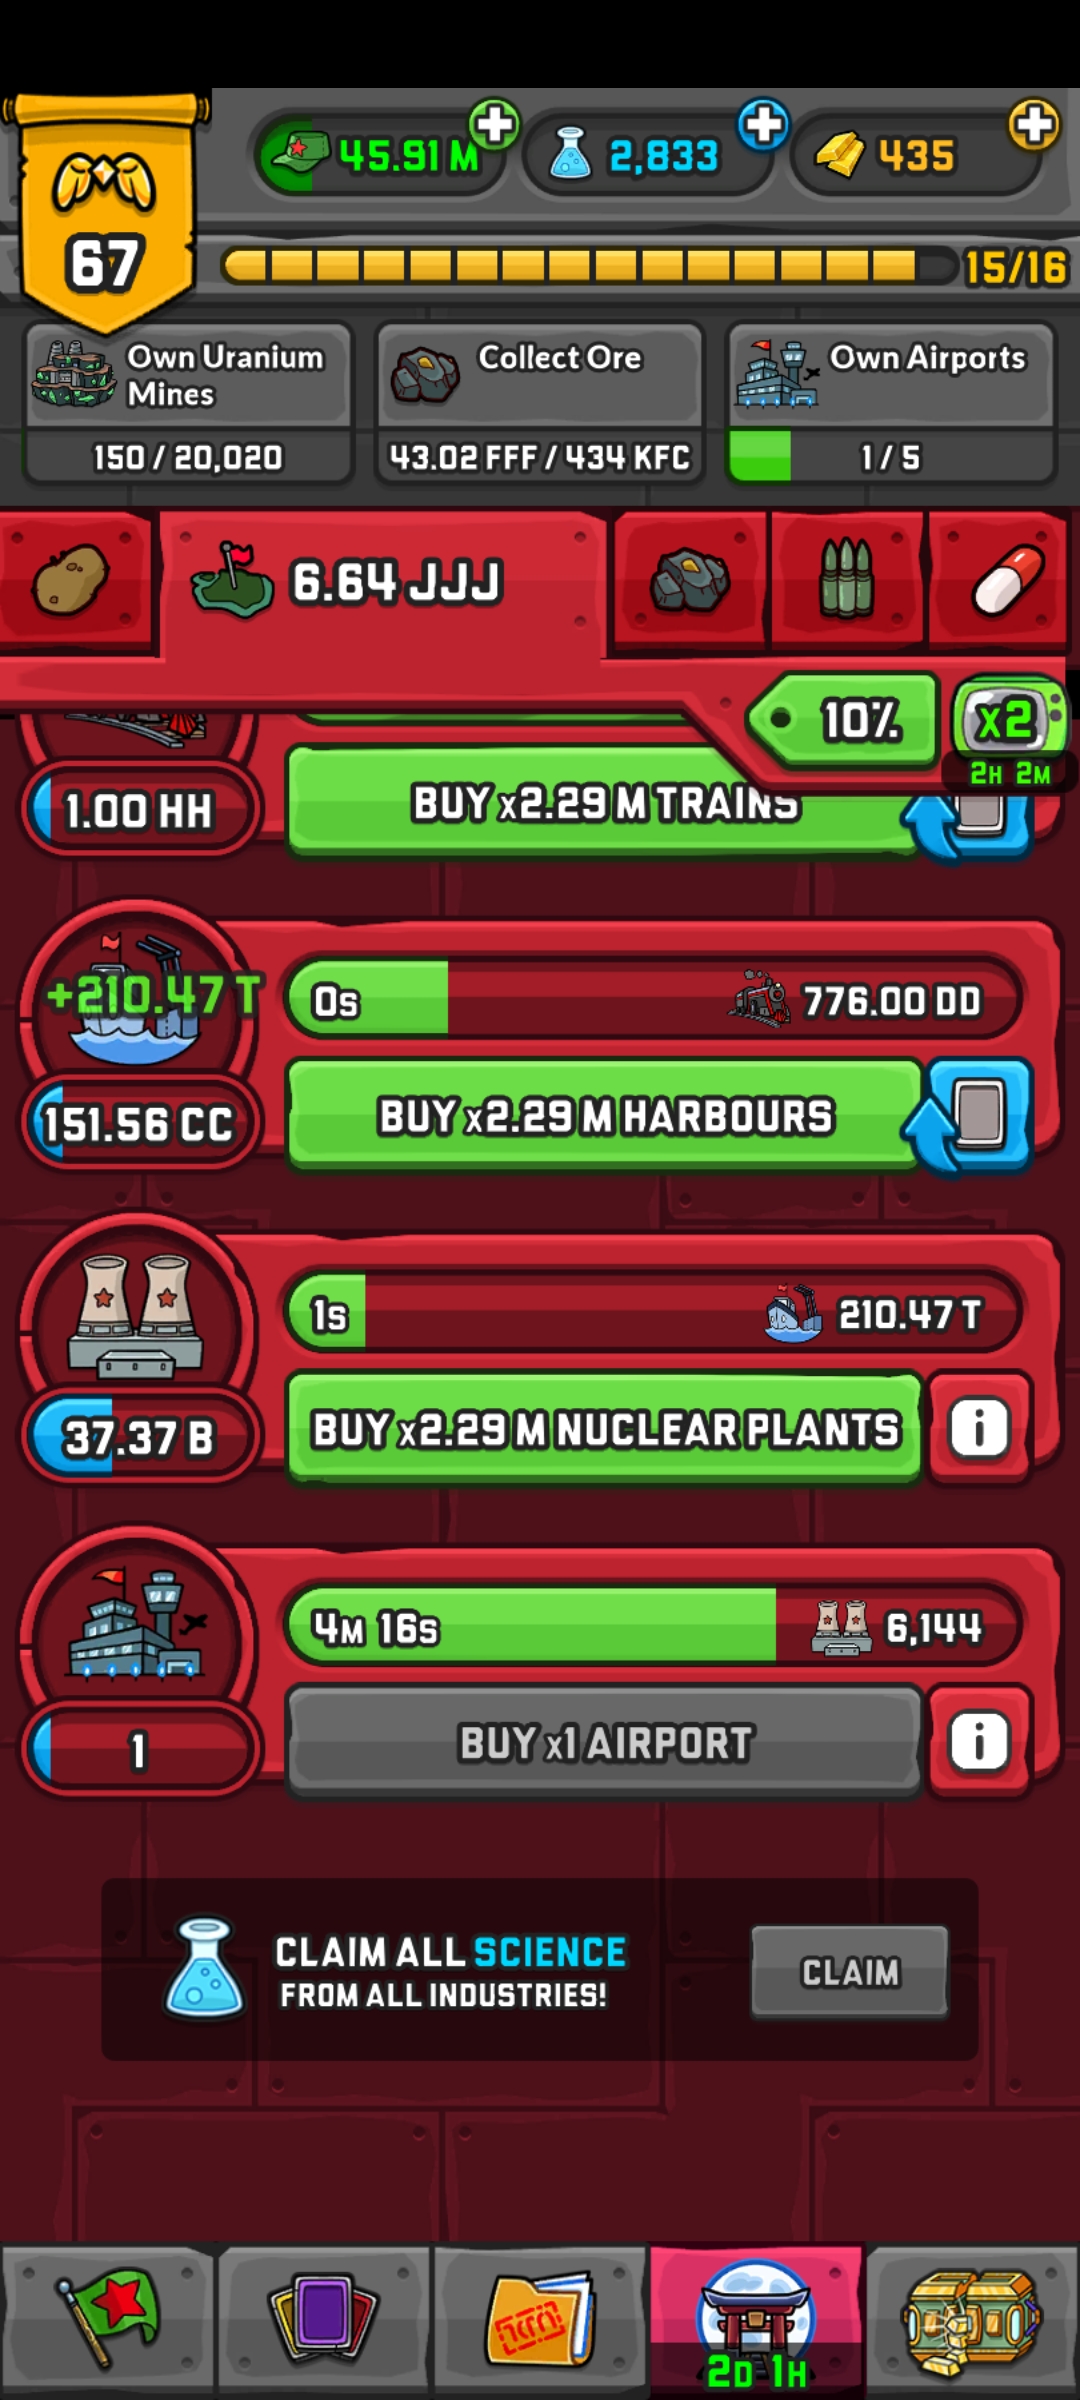 45.91 M
2,833
435
67
15/16
Own Uranium
Mines
150 / 20,020
Collect Ore
43.02 FFF / 434 KFC
Own Airports
1 / 5
6.64 JJJ
10%
x2
2H 2M
1.00 HH
BUY x2.29 M TRAINS
+210.47 T
0s
776.00 DD
151.56 CC
BUY x2.29 M HARBOURS
1s
210.47 T
37.37 B
BUY x2.29 M NUCLEAR PLANTS
i
4M 16s
6,144
1
BUY x1 AIRPORT
i
CLAIM ALL SCIENCE
FROM ALL INDUSTRIES!
CLAIM
2D 1H